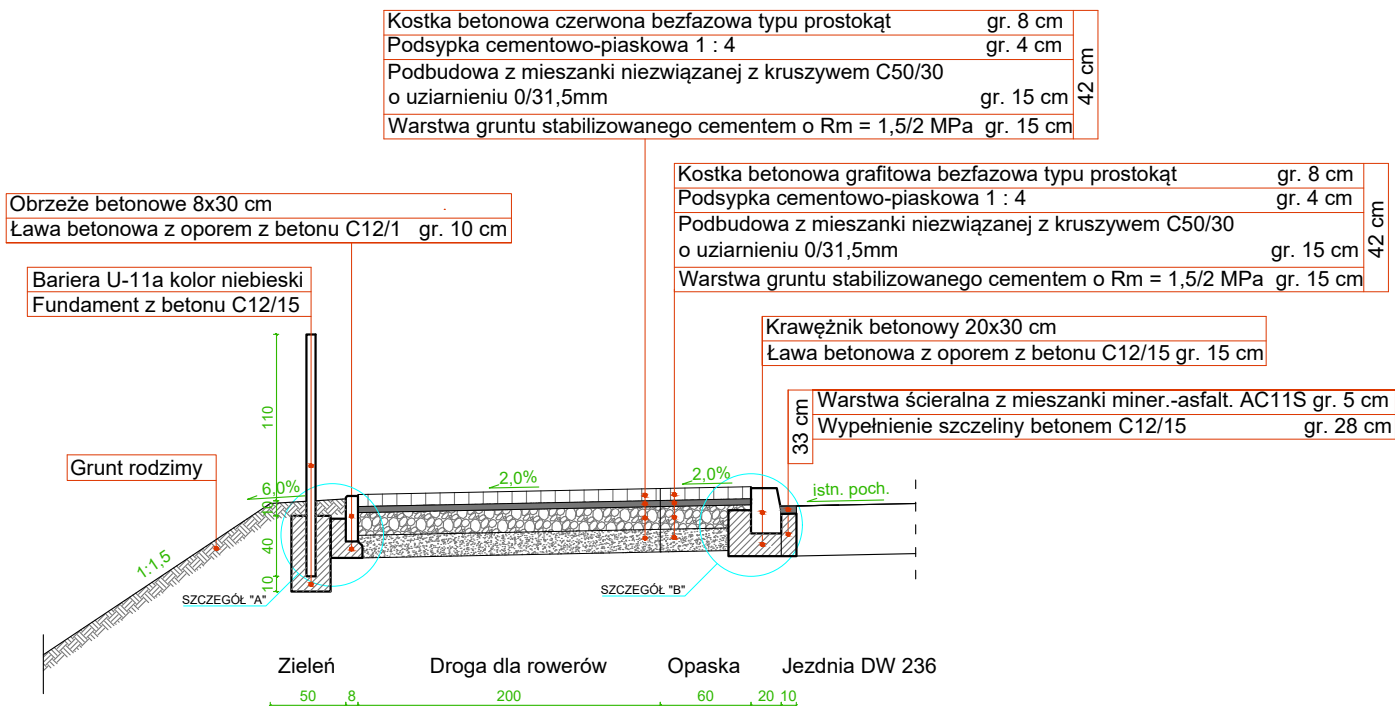 Kostka betonowa czerwona bezfazowa typu prostokąt gr. 8 cm
Podsypka cementowo-piaskowa 1 : 4 gr. 4 cm
Podbudowa z mieszanki niezwiązanej z kruszywem C50/30
o uziarnieniu 0/31,5mm gr. 15 cm
Warstwa gruntu stabilizowanego cementem o Rm = 1,5/2 MPa gr. 15 cm
42 cm
Kostka betonowa grafitowa bezfazowa typu prostokąt gr. 8 cm
Podsypka cementowo-piaskowa 1 : 4 gr. 4 cm
Podbudowa z mieszanki niezwiązanej z kruszywem C50/30
o uziarnieniu 0/31,5mm gr. 15 cm
Warstwa gruntu stabilizowanego cementem o Rm = 1,5/2 MPa gr. 15 cm
42 cm
Obrzeże betonowe 8x30 cm
Ława betonowa z oporem z betonu C12/1 gr. 10 cm
Bariera U-11a kolor niebieski
Fundament z betonu C12/15
Krawężnik betonowy 20x30 cm
Ława betonowa z oporem z betonu C12/15 gr. 15 cm
33 cm
Warstwa ścieralna z mieszanki miner.-asfalt. AC11S gr. 5 cm
Wypełnienie szczeliny betonem C12/15 gr. 28 cm
Grunt rodzimy
110
6,0%
2,0%
2,0%
istn. poch.
40
10
1:1,5
SZCZEGÓŁ "A"
SZCZEGÓŁ "B"
Zieleń Droga dla rowerów Opaska Jezdnia DW 236
50 8 200 60 20 10